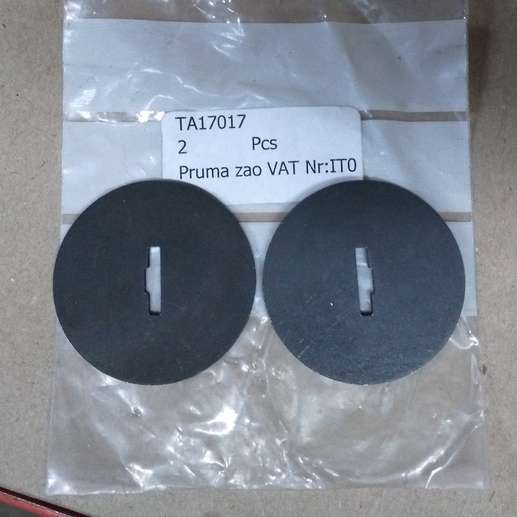 TA17017
2 Pcs
Pruma zao VAT Nr:IT0